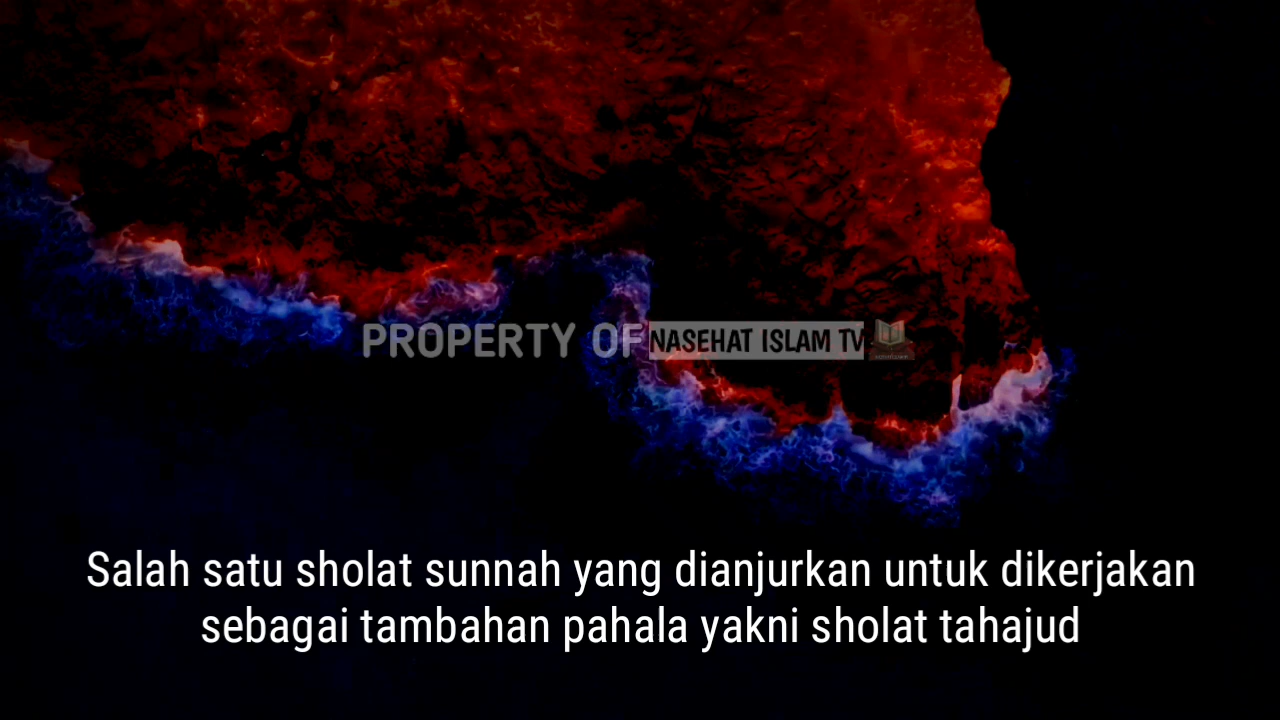 PROPERTY OF NASEHAT ISLAM TV
Salah satu sholat sunnah yang dianjurkan untuk dikerjakan
sebagai tambahan pahala yakni sholat tahajud